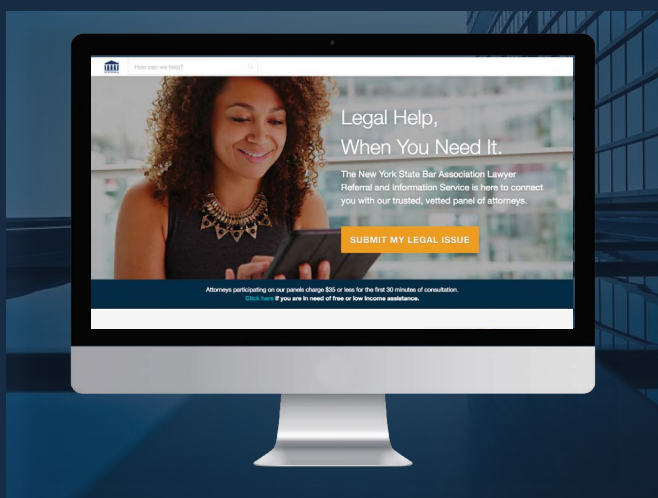 How can we help?
Legal Help,
When You Need It.
The New York State Bar Association Lawyer
Referral and Information Service is here to connect
you with our trusted, vetted panel of attorneys.
SUBMIT MY LEGAL ISSUE
Attorneys participating on our panels charge $35 or less for the first 30 minutes of consultation.
Click here If you are in need of free or low income assistance.